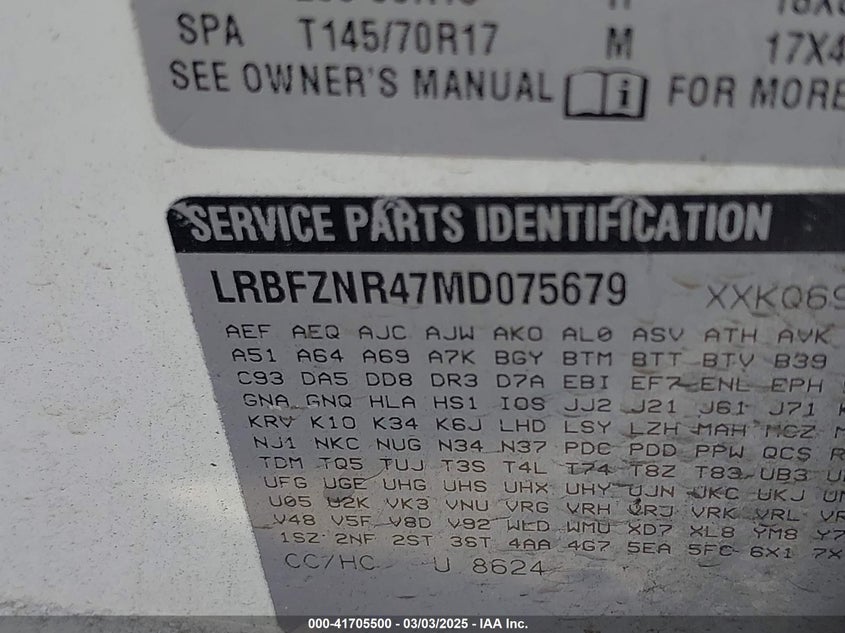 SPA T145/70R17 M 17X4
SEE OWNER'S MANUAL FOR MORE
SERVICE PARTS IDENTIFICATION
LRBFZNR47MD075679 XXKQ69
AEF AEQ AJC AJW AKO AL0 ASV ATH AVK
A51 A64 A69 A7K BGY BTM BTT BTV B39
C93 DA5 DD8 DR3 D7A EBI EF7 ENL EPH
GNA GNQ HLA HS1 IOS JJ2 J21 J61 J71
KRV K10 K34 K6J LHD LSY LZH MAH MCZ
NJ1 NKC NUG N34 N37 PDC PDD PPW QCS
TDM TQ5 TUJ T3S T4L T74 T8Z T83 UB3
UFG UGE UHG UHS UHX UHY UJN UKC UKJ
U05 U2K VK3 VNU VRG VRH VRJ VRK VRL
V48 V5F V8D V92 WLD WMU XD7 XL8 YM8 Y7
1SZ 2NF 2ST 3ST 4AA 4G7 5EA 5FC 6X1 7X
CC7HC U 8624
000-41705500 - 03/03/2025 - IAA Inc.